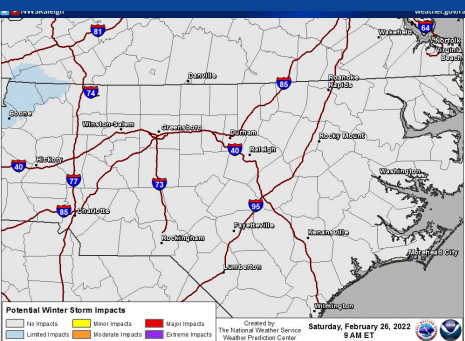 NWSRaleigh
weather.gov/ra
81
64
Wakefield
Norfolk
Virginia
Beach
Danville
85
Roanoke
Rapids
74
Boone
Winston-Salem
Greensboro
Durham
Rocky Mount
40
Raleigh
Hickory
40
Washington
77
73
85
Charlotte
95
Fayetteville
Kenansville
Rockingham
Morehead City
Lumberton
Wilmington
Potential Winter Storm Impacts
No Impacts
Minor Impacts
Major Impacts
Limited Impacts
Moderate Impacts
Extreme Impacts
Created by:
The National Weather Service
Weather Prediction Center
Saturday, February 26, 2022
9 AM ET